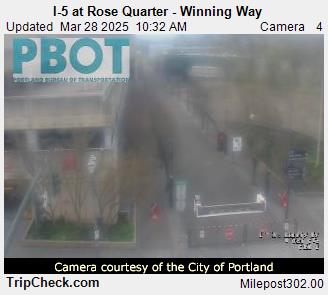 I-5 at Rose Quarter - Winning Way
Updated Mar 28 2025 10:32 AM Camera 4
PBOT
PORTLAND BUREAU OF TRANSPORTATION
Camera courtesy of the City of Portland
TripCheck.com Milepost302.00